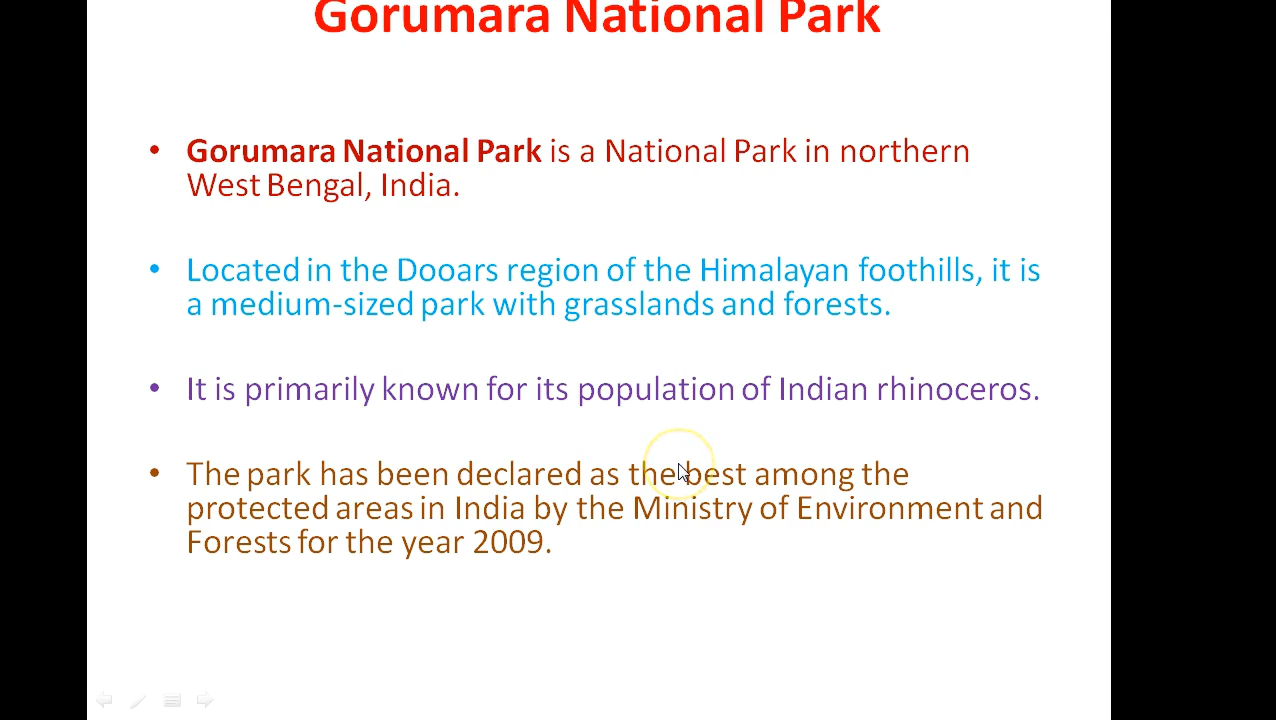 Gorumara National Park
• Gorumara National Park is a National Park in northern
West Bengal, India.
• Located in the Dooars region of the Himalayan foothills, it is
a medium-sized park with grasslands and forests.
• It is primarily known for its population of Indian rhinoceros.
• The park has been declared as the best among the
protected areas in India by the Ministry of Environment and
Forests for the year 2009.